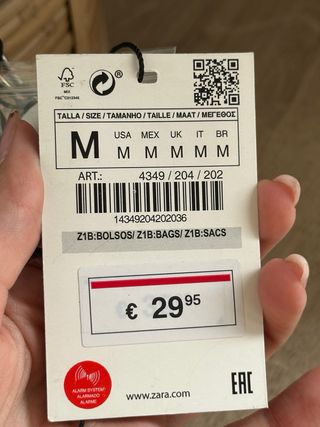 FSC
MIX
TALLA / SIZE / TAMANHO / TAILLE / MAAT / ΜΕΓΕΘΟΣ
M
USA MEX UK IT BR
M M M M M
ART.: 4349 / 204 / 202
14349204202036
Z1B:BOLSOS/ Z1B:BAGS/ Z1B:SACS
€ 29.95
ALARM SYSTEM
ALARMADO
ALARME
www.zara.com
EAC